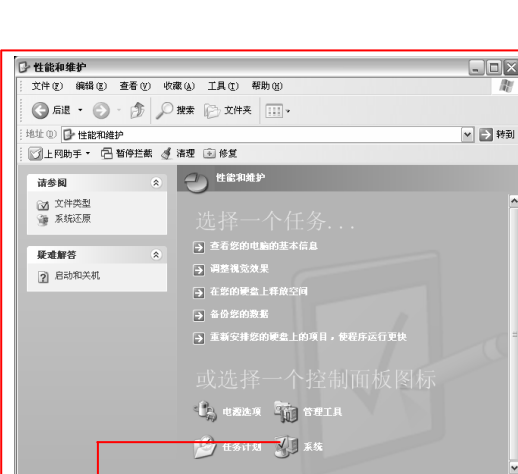 性能和维护
文件(F) 编辑(E) 查看(V) 收藏(A) 工具(T) 帮助(H)
后退 搜索 文件夹
地址(D) 性能和维护 转到
上网助手 暂停拦截 清理 修复
请参阅
文件类型
系统还原
疑难解答
启动和关机
性能和维护
选择一个任务...
查看您的电脑的基本信息
调整视觉效果
在您的硬盘上释放空间
备份您的数据
重新安排您的硬盘上的项目，使程序运行更快
或选择一个控制面板图标
电源选项 管理工具
任务计划 系统